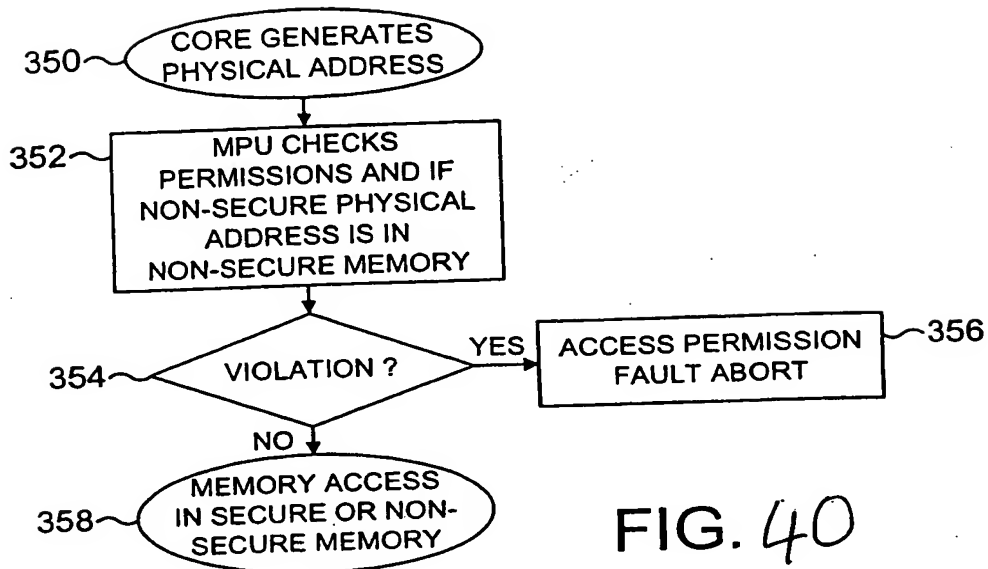 350
CORE GENERATES
PHYSICAL ADDRESS
352
MPU CHECKS
PERMISSIONS AND IF
NON-SECURE PHYSICAL
ADDRESS IS IN
NON-SECURE MEMORY
354
VIOLATION ?
YES
ACCESS PERMISSION
FAULT ABORT
356
NO
358
MEMORY ACCESS
IN SECURE OR NON-
SECURE MEMORY
FIG. 40